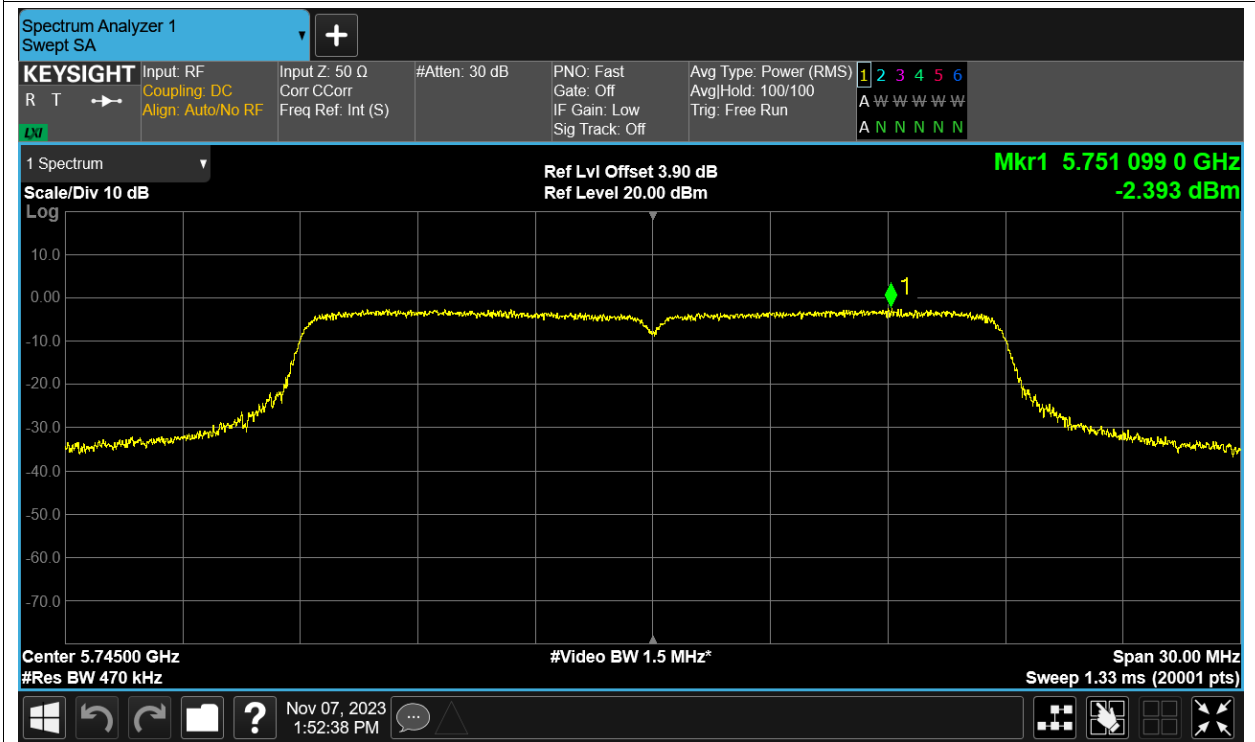 Spectrum Analyzer 1
Swept SA
KEYSIGHT
R T
LXI
Input: RF
Coupling: DC
Align: Auto/No RF
Input Z: 50 Ω
Corr CCorr
Freq Ref: Int (S)
#Atten: 30 dB
PNO: Fast
Gate: Off
IF Gain: Low
Sig Track: Off
Avg Type: Power (RMS)
Avg|Hold: 100/100
Trig: Free Run
1 2 3 4 5 6
A W W W W W
A N N N N N
1 Spectrum
Scale/Div 10 dB
Log
Ref Lvl Offset 3.90 dB
Ref Level 20.00 dBm
Mkr1 5.751 099 0 GHz
-2.393 dBm
10.0
0.00
1
-10.0
-20.0
-30.0
-40.0
-50.0
-60.0
-70.0
Center 5.74500 GHz
#Res BW 470 kHz
#Video BW 1.5 MHz*
Span 30.00 MHz
Sweep 1.33 ms (20001 pts)
?
Nov 07, 2023
1:52:38 PM